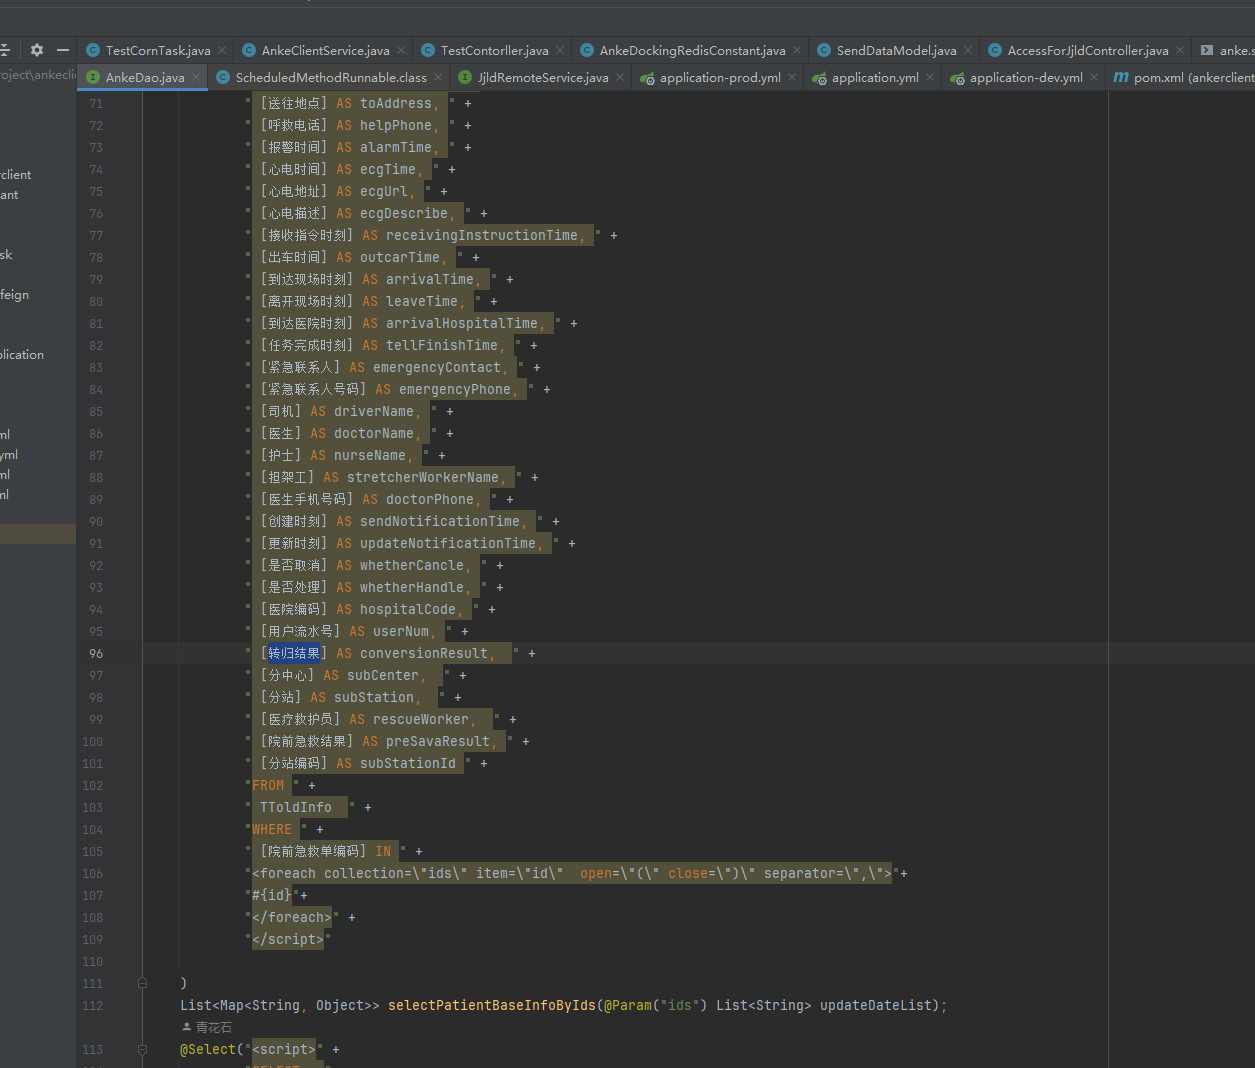 TestCornTask.java AnkeClientService.java TestContorller.java AnkeDockingRedisConstant.java SendDataModel.java AccessForJjldController.java anke.s
roject\ankecli AnkeDao.java ScheduledMethodRunnable.class JjldRemoteService.java application-prod.yml application.yml application-dev.yml pom.xml (ankerclient
71 " [送往地点] AS toAddress, " +
72 " [呼救电话] AS helpPhone, " +
73 " [报警时间] AS alarmTime, " +
74 " [心电时间] AS ecgTime, " +
rclient
75 " [心电地址] AS ecgUrl, " +
ant
76 " [心电描述] AS ecgDescribe, " +
77 " [接收指令时刻] AS receivingInstructionTime, " +
78 " [出车时间] AS outcarTime, " +
sk
79 " [到达现场时刻] AS arrivalTime, " +
feign
80 " [离开现场时刻] AS leaveTime, " +
81 " [到达医院时刻] AS arrivalHospitalTime, " +
82 " [任务完成时刻] AS tellFinishTime, " +
plication
83 " [紧急联系人] AS emergencyContact, " +
84 " [紧急联系人号码] AS emergencyPhone, " +
85 " [司机] AS driverName, " +
86 " [医生] AS doctorName, " +
ml
87 " [护士] AS nurseName, " +
yml
88 " [担架工] AS stretcherWorkerName, " +
ml
89 " [医生手机号码] AS doctorPhone, " +
ml
90 " [创建时刻] AS sendNotificationTime, " +
91 " [更新时刻] AS updateNotificationTime, " +
92 " [是否取消] AS whetherCancle, " +
93 " [是否处理] AS whetherHandle, " +
94 " [医院编码] AS hospitalCode, " +
95 " [用户流水号] AS userNum, " +
96 " [转归结果] AS conversionResult, " +
97 " [分中心] AS subCenter, " +
98 " [分站] AS subStation, " +
99 " [医疗救护员] AS rescueWorker, " +
100 " [院前急救结果] AS preSavaResult, " +
101 " [分站编码] AS subStationId " +
102 "FROM " +
103 " TToldInfo " +
104 "WHERE " +
105 " [院前急救单编码] IN " +
106 "<foreach collection=\"ids\" item=\"id\" open=\"(\" close=\")\" separator=\",\">"+
107 "#{id}"+
108 "</foreach>" +
109 "</script>"
110
111 )
112 List<Map<String, Object>> selectPatientBaseInfoByIds(@Param("ids") List<String> updateDateList);
青花石
113 @Select("<script>" +